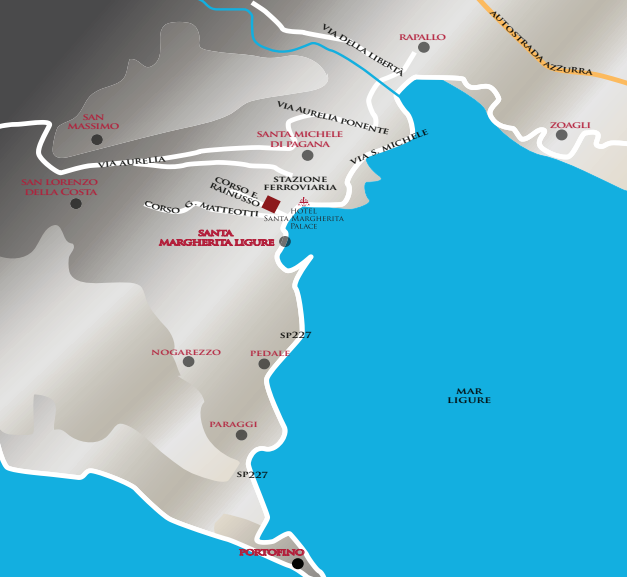 AUTOSTRADA AZZURRA
VIA DELLA LIBERTÀ
RAPALLO
VIA AURELIA PONENTE
SAN
MASSIMO
ZOAGLI
SANTA MICHELE
DI PAGANA
VIA S. MICHELE
VIA AURELIA
STAZIONE
FERROVIARIA
SAN LORENZO
DELLA COSTA
CORSO E.
RAINUSSO
CORSO G. MATTEOTTI
HOTEL
SANTA MARGHERITA
PALACE
SANTA
MARGHERITA LIGURE
SP227
NOGAREZZO
PEDALE
MAR
LIGURE
PARAGGI
SP227
PORTOFINO